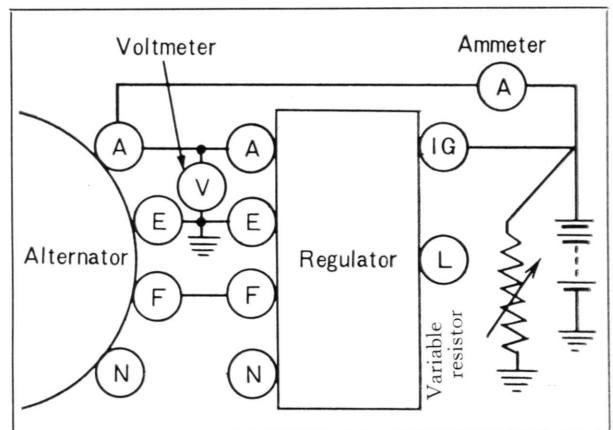 Voltmeter
Ammeter
A
A
A
IG
V
E
E
Alternator
Regulator
L
F
F
Variable
resistor
N
N